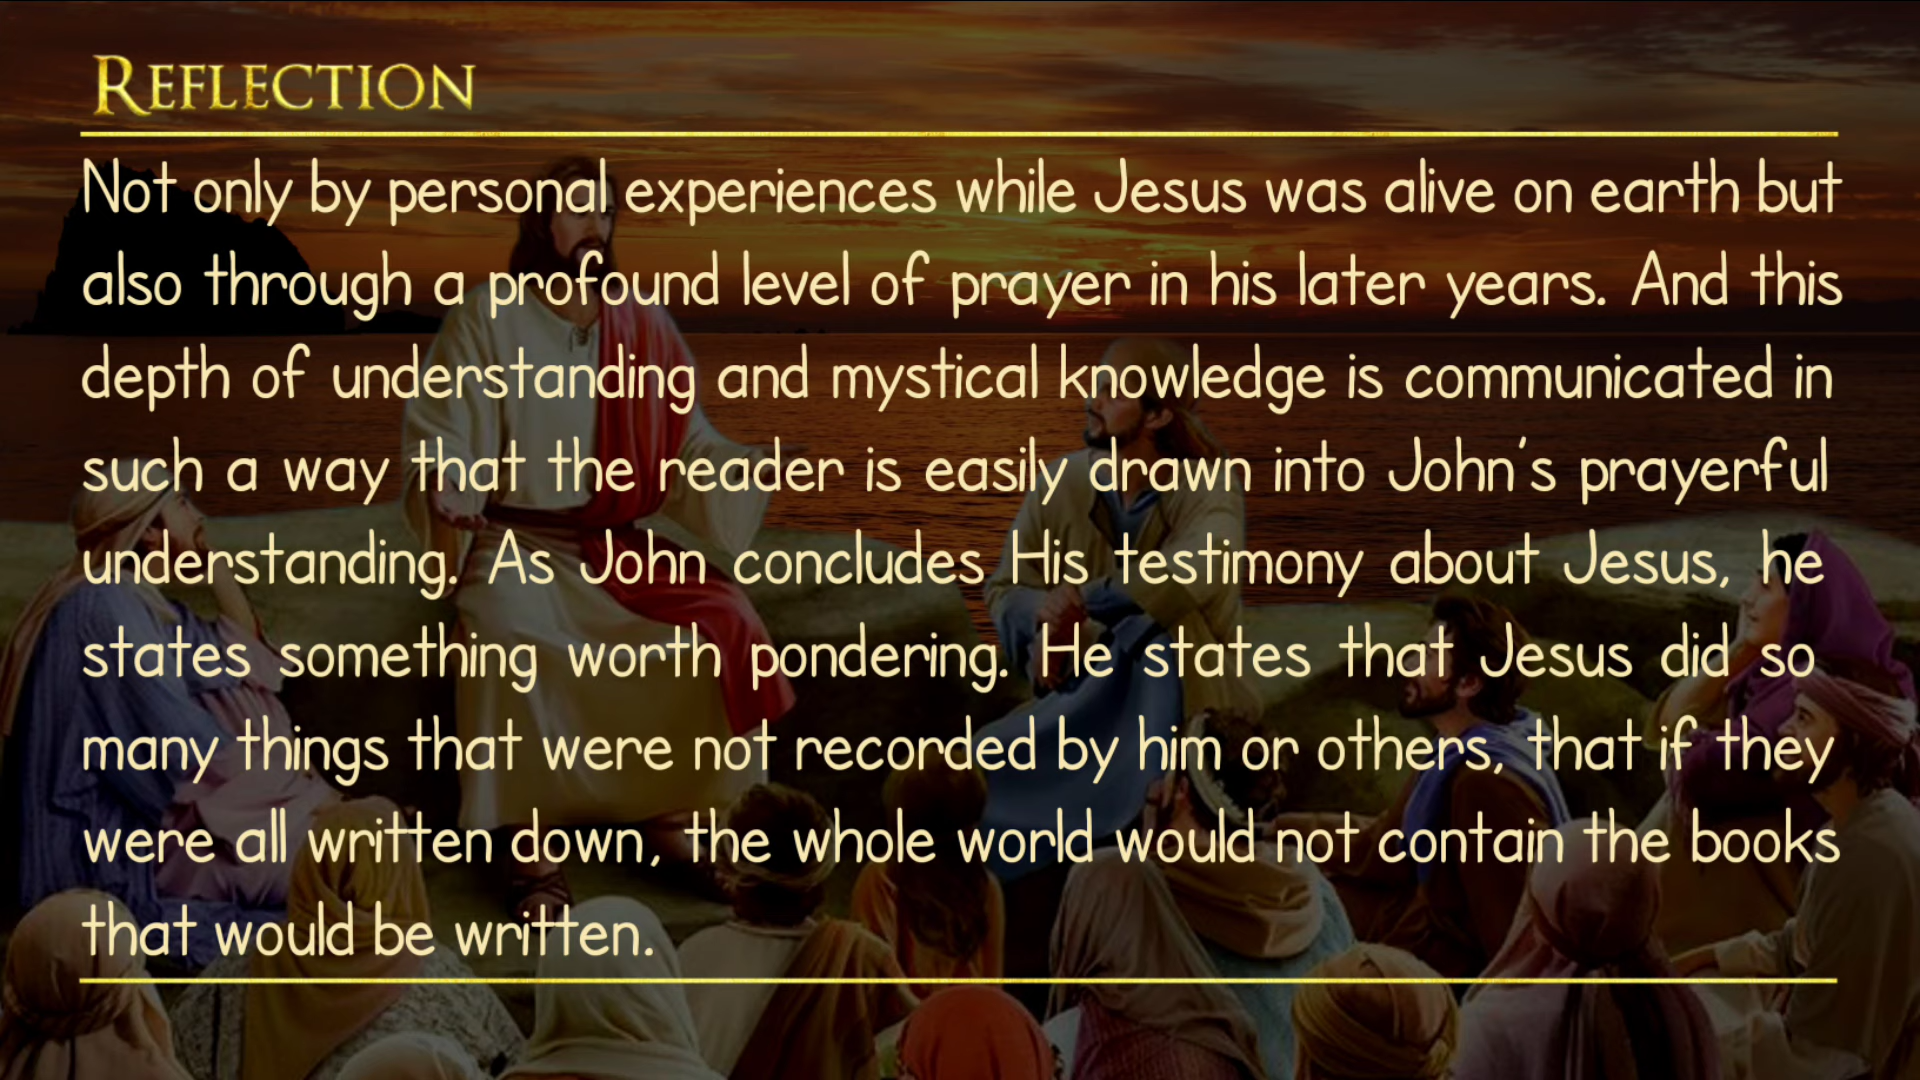 REFLECTION
Not only by personal experiences while Jesus was alive on earth but
also through a profound level of prayer in his later years. And this
depth of understanding and mystical knowledge is communicated in
such a way that the reader is easily drawn into John's prayerful
understanding. As John concludes His testimony about Jesus, he
states something worth pondering. He states that Jesus did so
many things that were not recorded by him or others, that if they
were all written down, the whole world would not contain the books
that would be written.